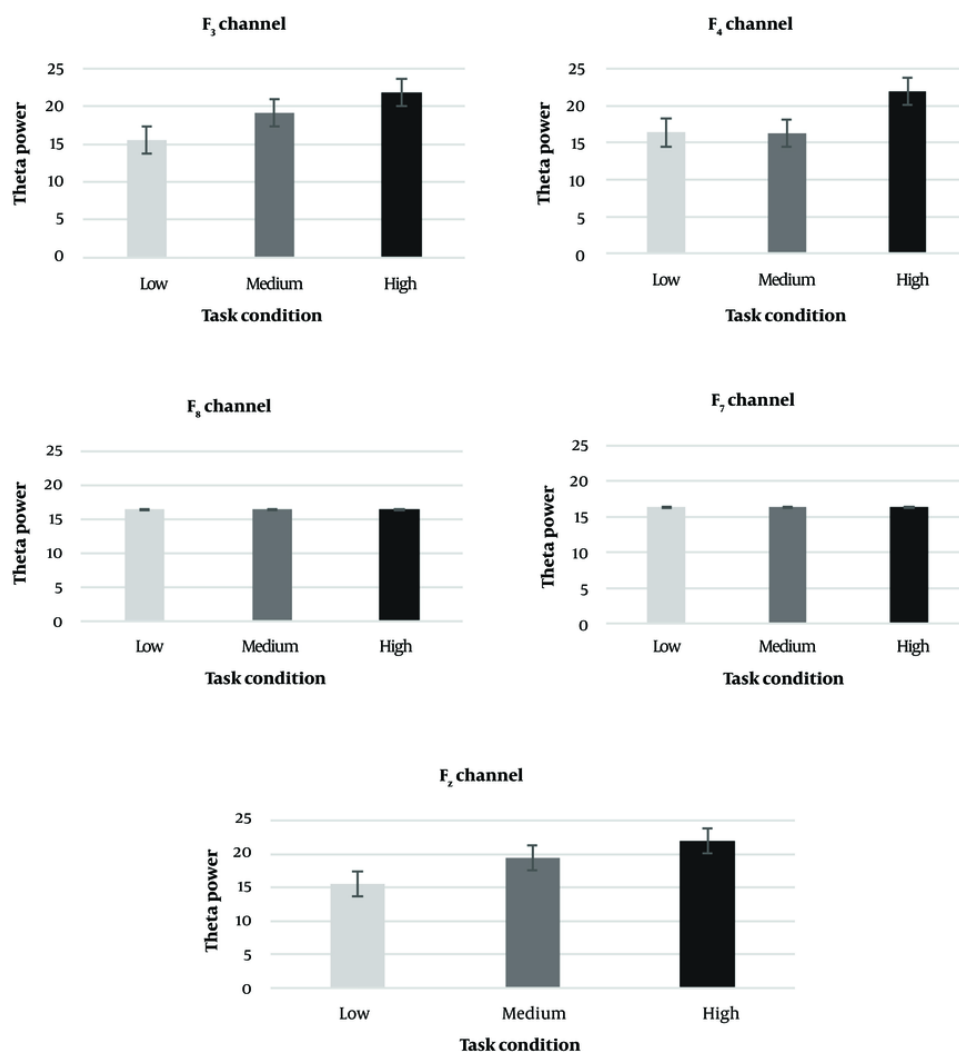 F3 channel
Theta power
25
20
15
10
5
0
Low Medium High
Task condition
F4 channel
Theta power
25
20
15
10
5
0
Low Medium High
Task condition
F8 channel
Theta power
25
20
15
10
5
0
Low Medium High
Task condition
F7 channel
Theta power
25
20
15
10
5
0
Low Medium High
Task condition
Fz channel
Theta power
25
20
15
10
5
0
Low Medium High
Task condition